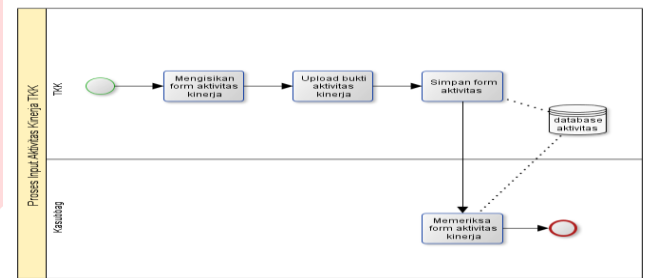 Proses Input Aktivitas Kinerja TKK
TKK
Mengisikan
form aktivitas
kinerja
Upload bukti
aktivitas
kinerja
Simpan form
aktivitas
database
aktivitas
Kasubbag
Memeriksa
form aktivitas
kinerja